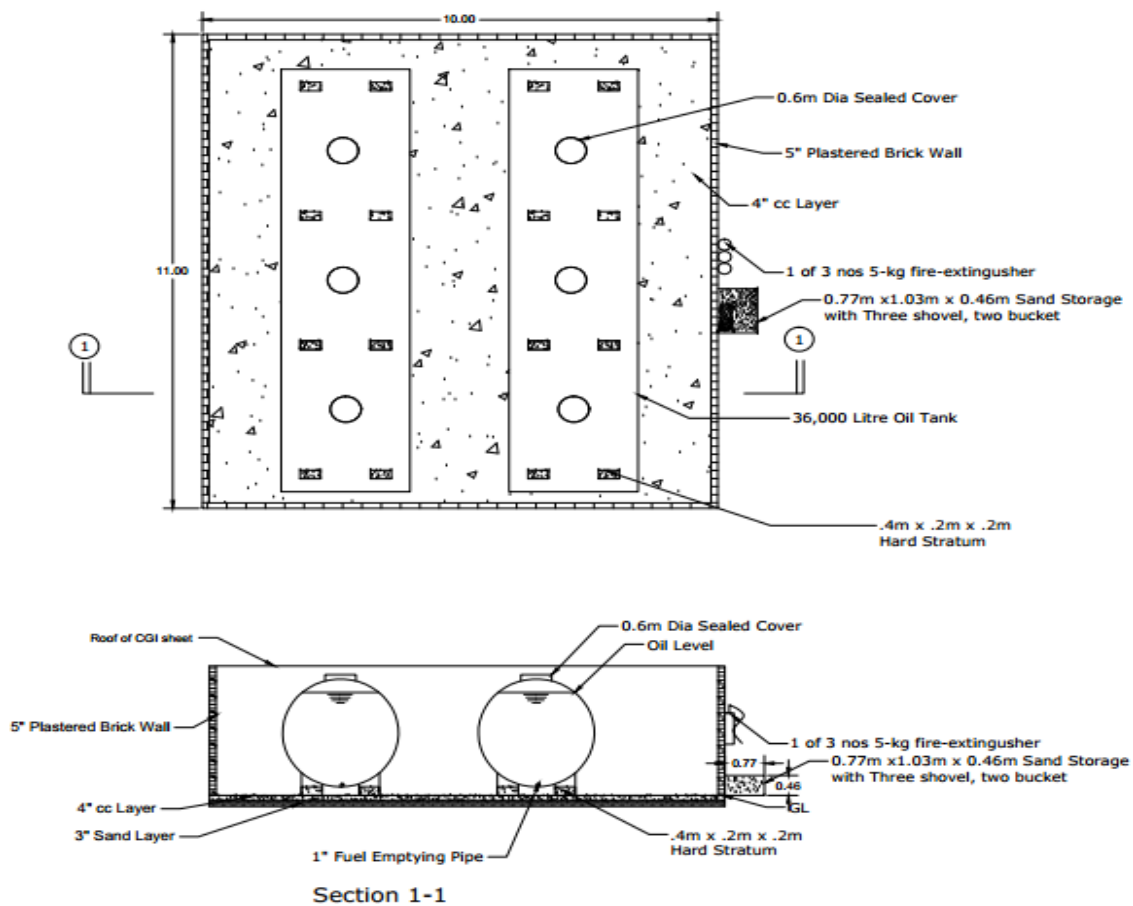 10.00
0.6m Dia Sealed Cover
5" Plastered Brick Wall
4" cc Layer
11.00
1 of 3 nos 5-kg fire-extingusher
0.77m x1.03m x 0.46m Sand Storage
with Three shovel, two bucket
1
1
36,000 Litre Oil Tank
.4m x .2m x .2m
Hard Stratum
0.6m Dia Sealed Cover
Roof of CGI sheet
Oil Level
5" Plastered Brick Wall
1 of 3 nos 5-kg fire-extingusher
0.77
0.77m x1.03m x 0.46m Sand Storage
with Three shovel, two bucket
0.46
4" cc Layer
GL
3" Sand Layer
.4m x .2m x .2m
Hard Stratum
1" Fuel Emptying Pipe
Section 1-1